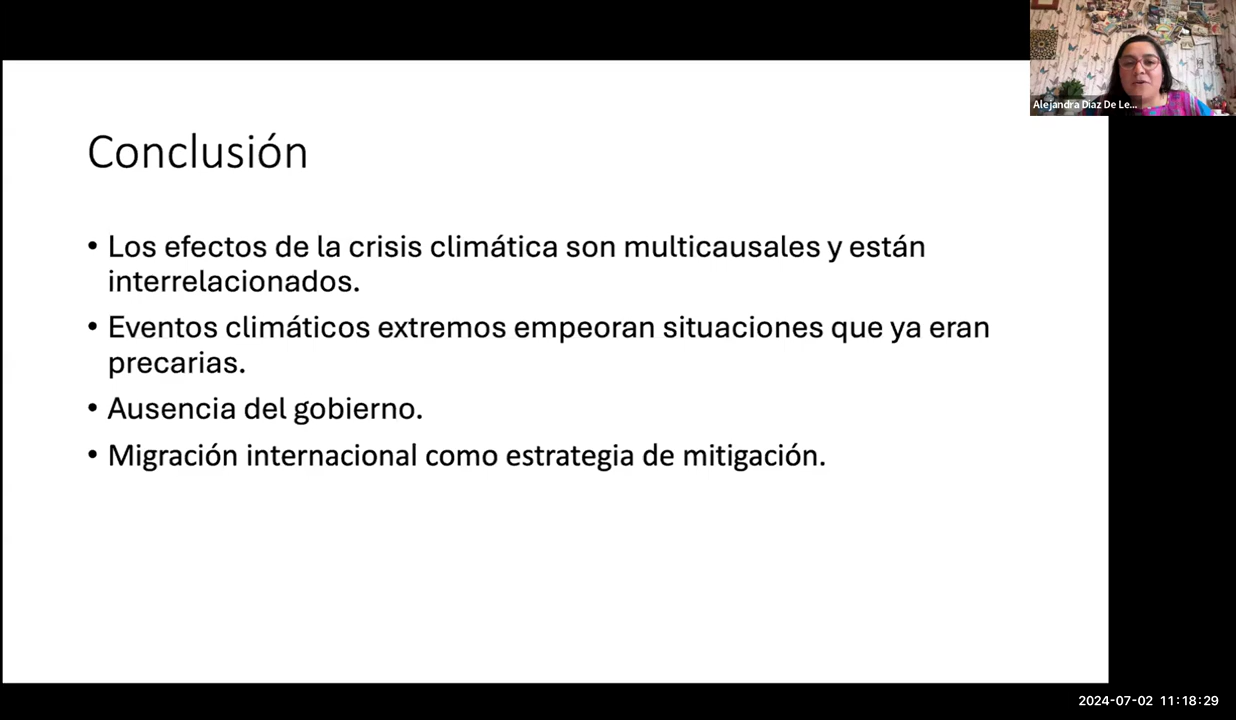 Alejandra Díaz De Le...
Conclusión
• Los efectos de la crisis climática son multicausales y están
interrelacionados.
• Eventos climáticos extremos empeoran situaciones que ya eran
precarias.
• Ausencia del gobierno.
• Migración internacional como estrategia de mitigación.
2024-07-02 11:18:29